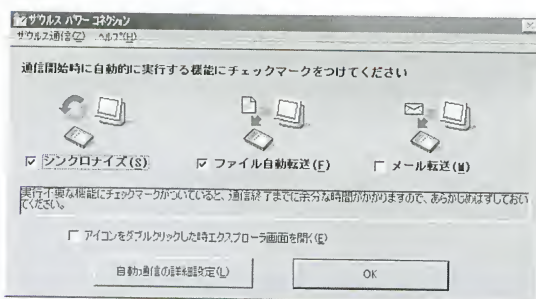 ザウルス パワー コネクション
ザウルス通信(Z) ヘルプ(H)
通信開始時に自動的に実行する機能にチェックマークをつけてください
シンクロナイズ(S) ファイル自動転送(F) メール転送(M)
実行不要な機能にチェックマークがついていると、通信終了までに余分な時間がかかりますので、あらかじめはずしておい
てください。
アイコンをダブルクリックした時エクスプローラ画面を開く(E)
自動通信の詳細設定(L) OK